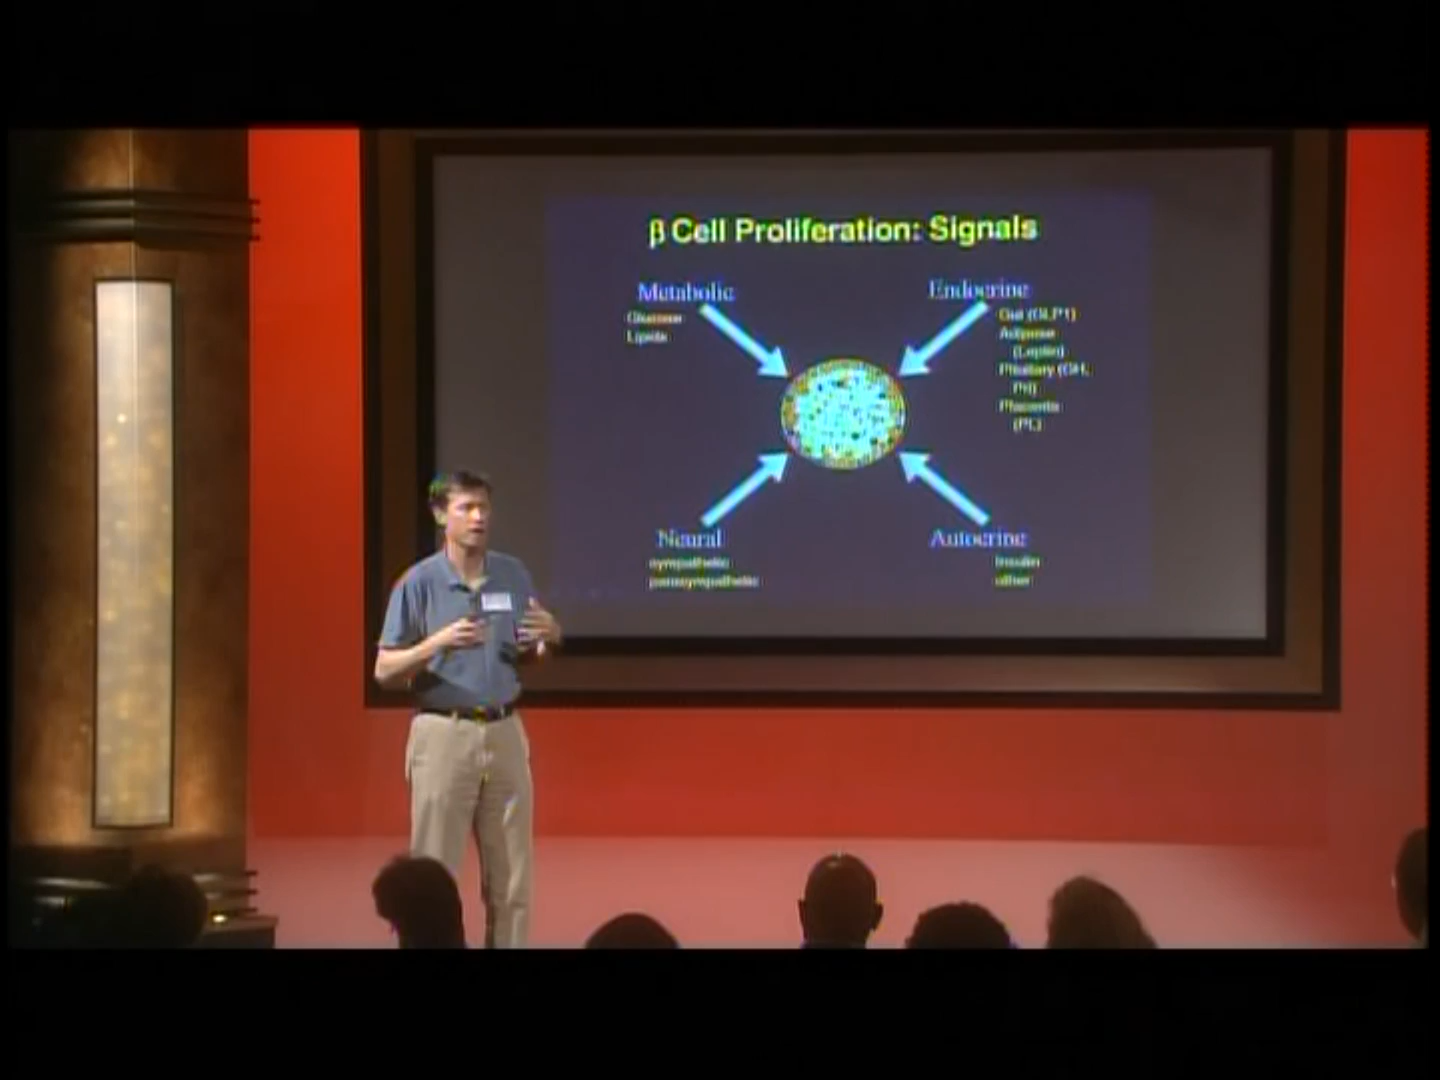 β Cell Proliferation: Signals
Metabolic
Glucose
Lipids
Endocrine
Gut (GLP1)
Adipose
(Leptin)
Pituitary (GH,
Prl)
Placenta
(PL)
Neural
sympathetic
parasympathetic
Autocrine
Insulin
other